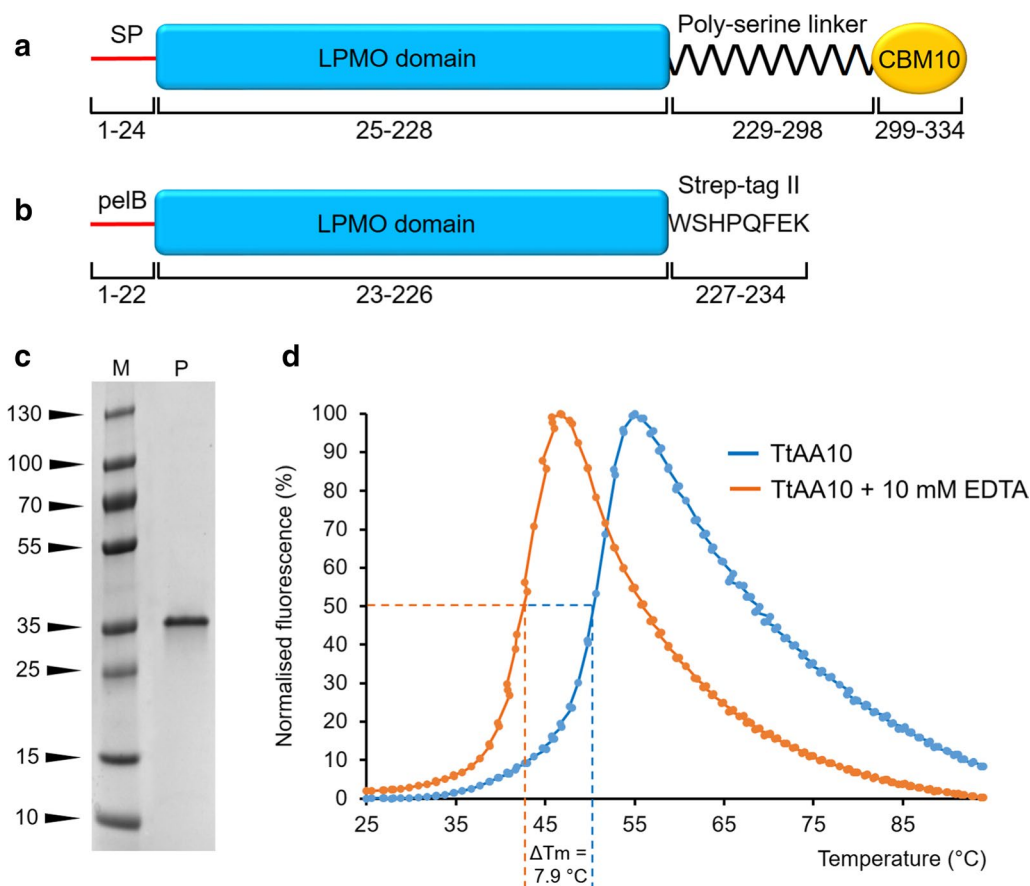 a
SP
LPMO domain
Poly-serine linker
CBM10
1-24
25-228
229-298
299-334
b
pelB
LPMO domain
Strep-tag II
WSHPQFEK
1-22
23-226
227-234
c
M
P
130
100
70
55
35
25
15
10
d
Normalised fluorescence (%)
100
90
80
70
60
50
40
30
20
10
0
25
35
45
55
65
75
85
TtAA10
TtAA10 + 10 mM EDTA
ΔTm =
7.9 °C
Temperature (°C)